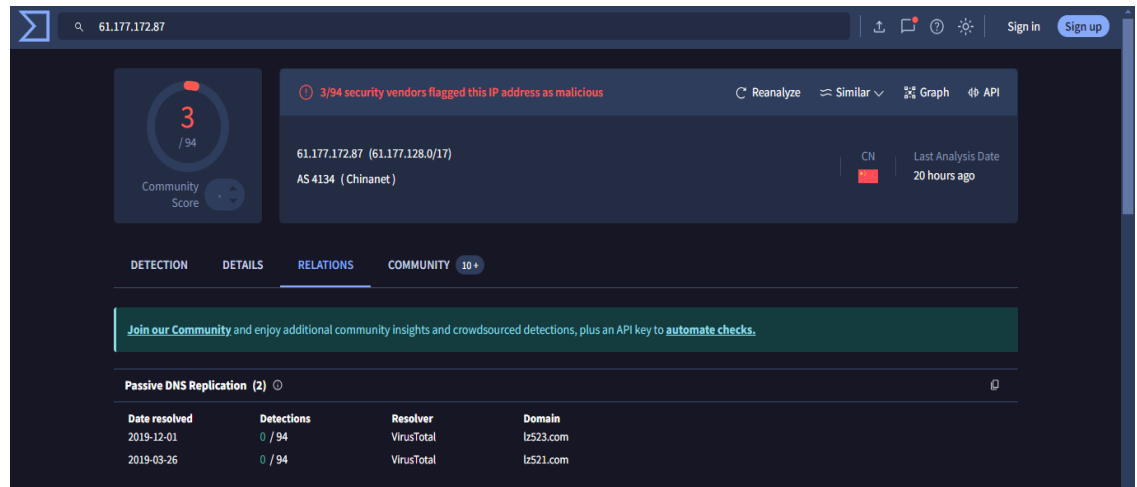 61.177.172.87
Sign in
Sign up
3
/ 94
Community
Score
3/94 security vendors flagged this IP address as malicious
Reanalyze
Similar
Graph
API
61.177.172.87 (61.177.128.0/17)
AS 4134 ( Chinanet )
CN
Last Analysis Date
20 hours ago
DETECTION DETAILS RELATIONS COMMUNITY 10+
Join our Community and enjoy additional community insights and crowdsourced detections, plus an API key to automate checks.
Passive DNS Replication (2)
Date resolved Detections Resolver Domain
2019-12-01 0 / 94 VirusTotal lz523.com
2019-03-26 0 / 94 VirusTotal lz521.com